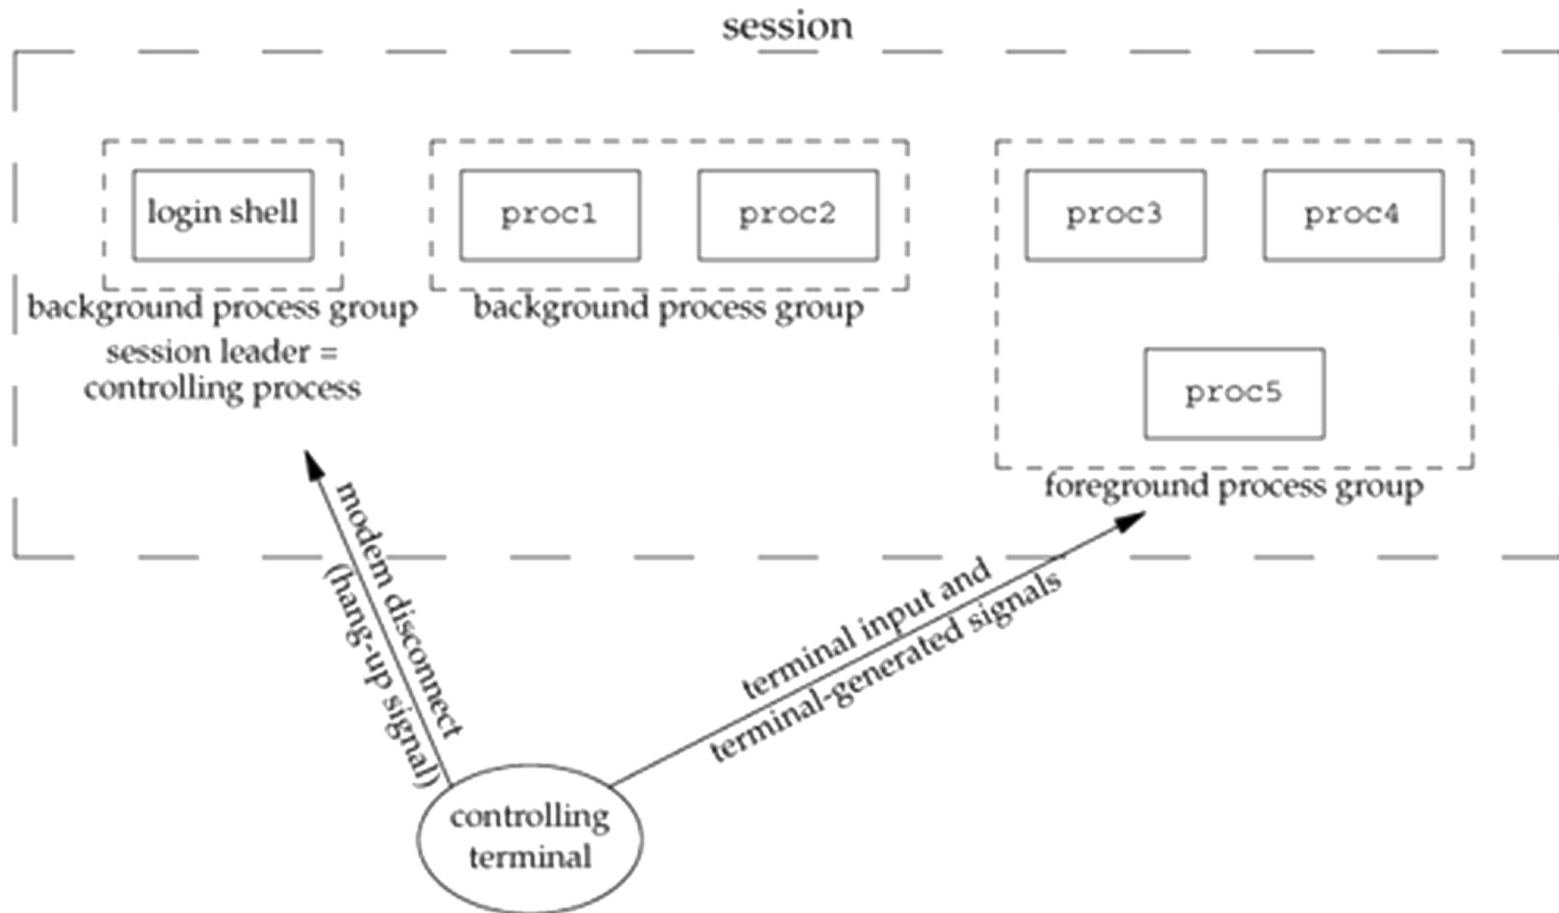 session
login shell
proc1
proc2
proc3
proc4
background process group
session leader =
controlling process
background process group
proc5
foreground process group
modem disconnect
(hang-up signal)
terminal input and
terminal-generated signals
controlling
terminal